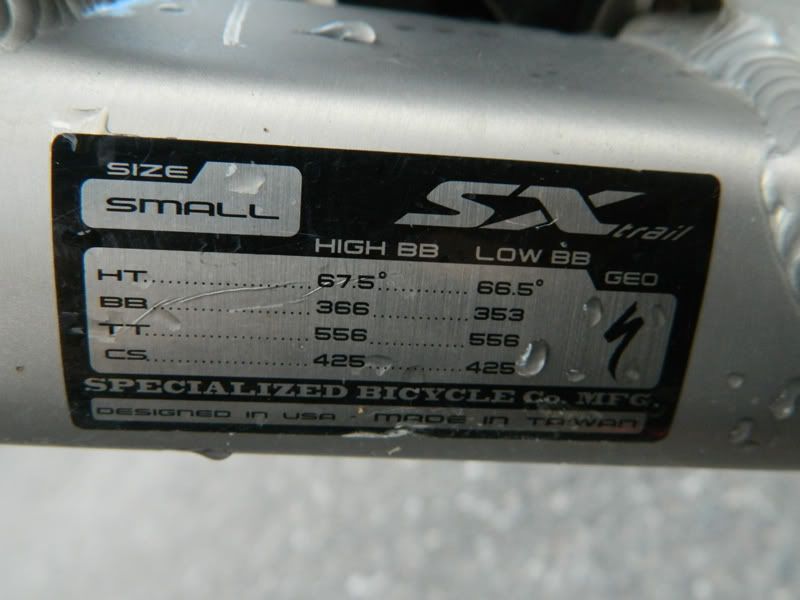 SIZE
SMALL
SX trail
HIGH BB LOW BB
GEO
HT.......................67.5°...............66.5°
BB.......................366...............353
TT.......................556...............556
CS.......................425...............425
SPECIALIZED BICYCLE Co. MFG.
DESIGNED IN USA - MADE IN TAIWAN